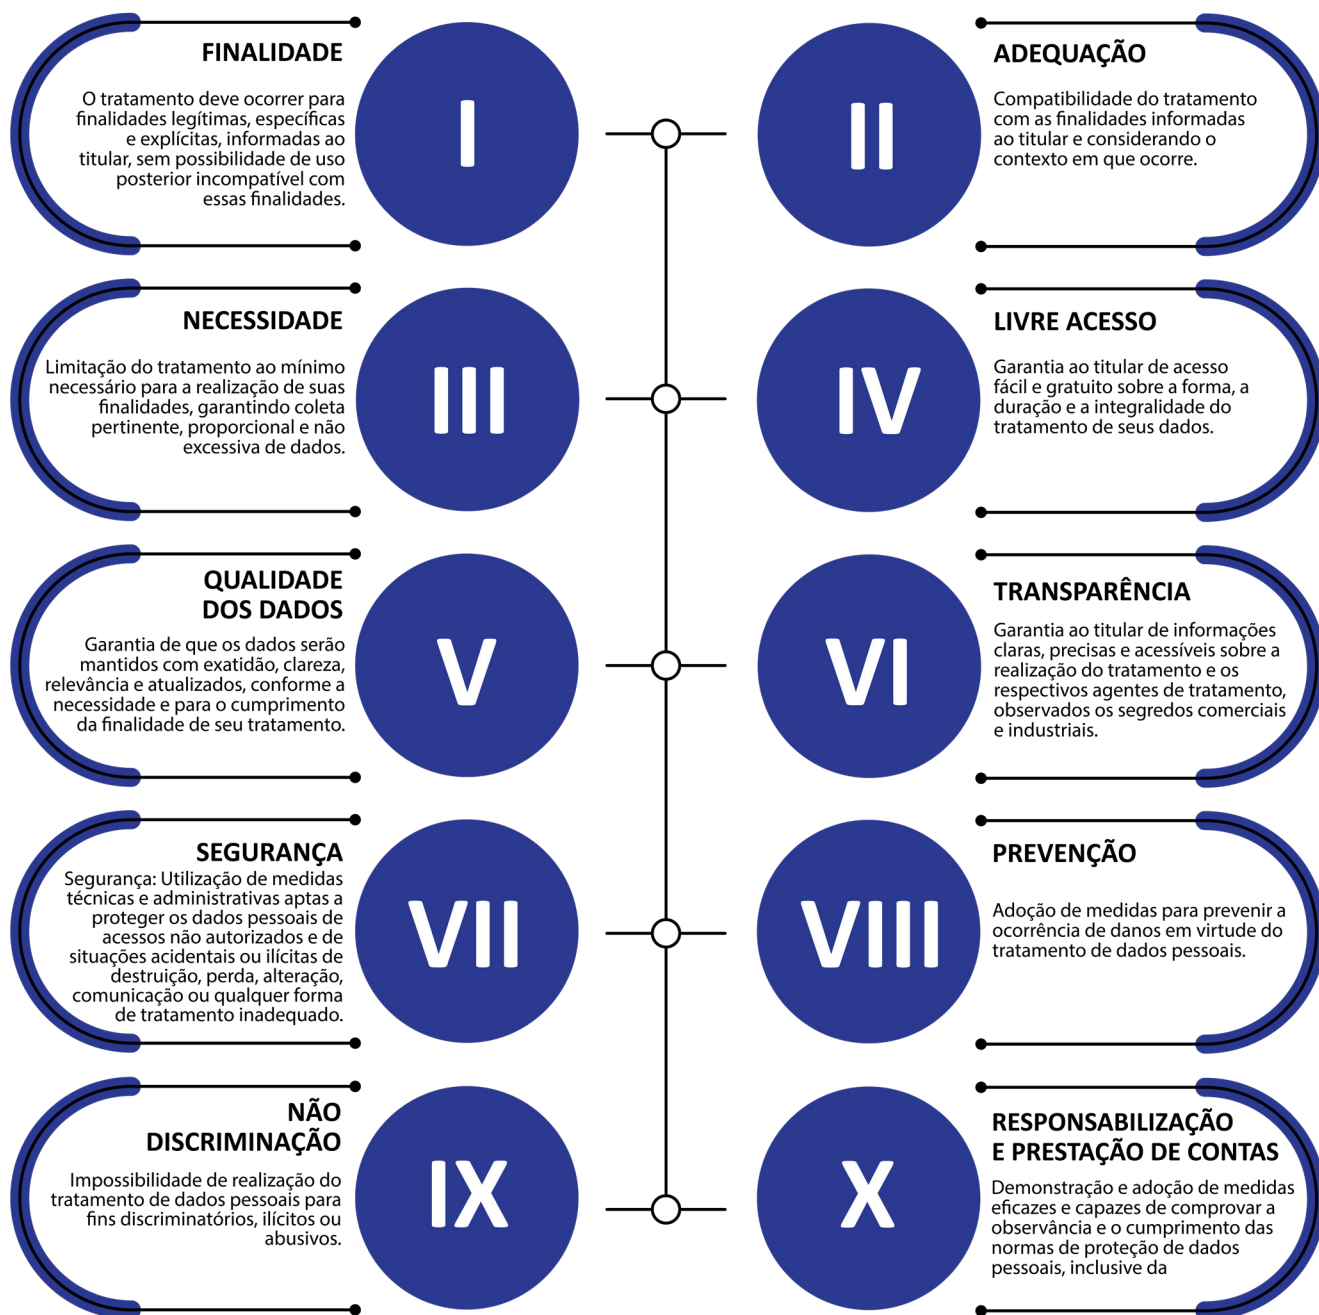 FINALIDADE
O tratamento deve ocorrer para
finalidades legítimas, específicas
e explícitas, informadas ao
titular, sem possibilidade de uso
posterior incompatível com
essas finalidades.
I
II
ADEQUAÇÃO
Compatibilidade do tratamento
com as finalidades informadas
ao titular e considerando o
contexto em que ocorre.
NECESSIDADE
Limitação do tratamento ao mínimo
necessário para a realização de suas
finalidades, garantindo coleta
pertinente, proporcional e não
excessiva de dados.
III
IV
LIVRE ACESSO
Garantia ao titular de acesso
fácil e gratuito sobre a forma, a
duração e a integralidade do
tratamento de seus dados.
QUALIDADE
DOS DADOS
Garantia de que os dados serão
mantidos com exatidão, clareza,
relevância e atualizados, conforme a
necessidade e para o cumprimento
da finalidade de seu tratamento.
V
VI
TRANSPARÊNCIA
Garantia ao titular de informações
claras, precisas e acessíveis sobre a
realização do tratamento e os
respectivos agentes de tratamento,
observados os segredos comerciais
e industriais.
SEGURANÇA
Segurança: Utilização de medidas
técnicas e administrativas aptas a
proteger os dados pessoais de
acessos não autorizados e de
situações acidentais ou ilícitas de
destruição, perda, alteração,
comunicação ou qualquer forma
de tratamento inadequado.
VII
VIII
PREVENÇÃO
Adoção de medidas para prevenir a
ocorrência de danos em virtude do
tratamento de dados pessoais.
NÃO
DISCRIMINAÇÃO
Impossibilidade de realização do
tratamento de dados pessoais para
fins discriminatórios, ilícitos ou
abusivos.
IX
X
RESPONSABILIZAÇÃO
E PRESTAÇÃO DE CONTAS
Demonstração e adoção de medidas
eficazes e capazes de comprovar a
observância e o cumprimento das
normas de proteção de dados
pessoais, inclusive da